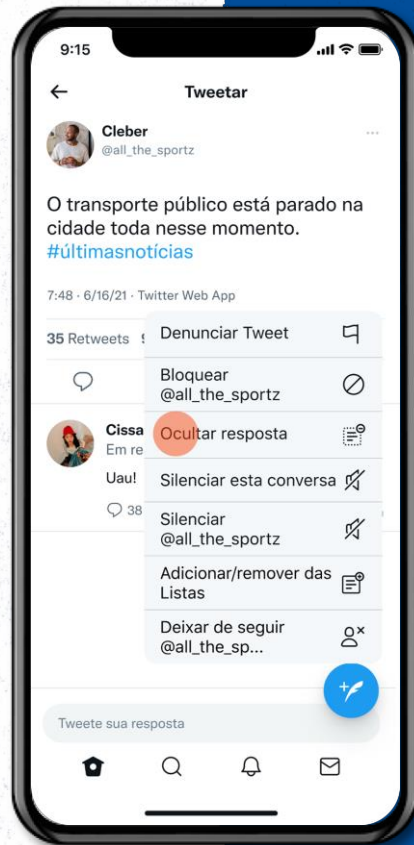 9:15
Tweetar
Cleber
@all_the_sportz
O transporte público está parado na
cidade toda nesse momento.
#últimasnotícias
7:48 · 6/16/21 · Twitter Web App
35 Retweets
Denunciar Tweet
Bloquear
@all_the_sportz
Ocultar resposta
Silenciar esta conversa
Silenciar
@all_the_sportz
Adicionar/remover das
Listas
Deixar de seguir
@all_the_sp...
Cissa
Em re
Uau!
38
Tweete sua resposta